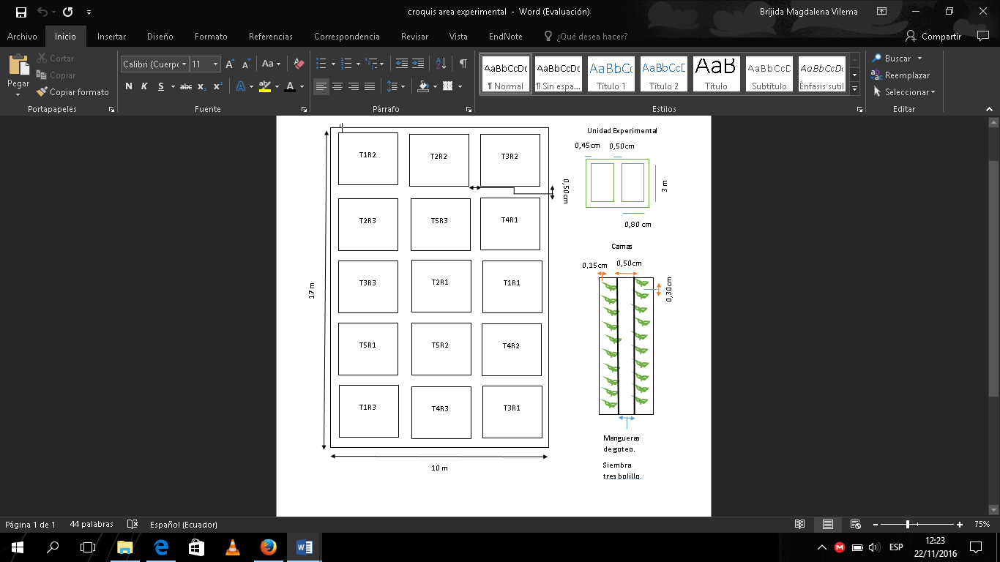 croquis area experimental - Word (Evaluación)
Bríjida Magdalena Vilema
Archivo Inicio Insertar Diseño Formato Referencias Correspondencia Revisar Vista EndNote ¿Qué desea hacer? Compartir
Pegar
Cortar
Copiar
Copiar formato
Portapapeles
Calibri (Cuerpo 11
N K S abc x₂ x²
Fuente
Párrafo
AaBbCcDc ¶ Normal
AaBbCcDc ¶ Sin espa...
AaBbCc Título 1
AaBbCcD Título 2
AaB Título
AaBbCcD Subtítulo
AaBbCcDc Énfasis sutil
Estilos
Buscar
Reemplazar
Seleccionar
Editar
T1R2 T2R2 T3R2
T2R3 T5R3 T4R1
T3R3 T2R1 T1R1
T5R1 T5R2 T4R2
T1R3 T4R3 T3R1
17 m
10 m
0,50cm
Unidad Experimental
0,45cm 0,50cm
3 m
0,80 cm
Camas
0,15cm 0,50cm
0,30cm
Mangueras
de goteo.
Siembra
tres bolillo.
Página 1 de 1 44 palabras Español (Ecuador) 75%
ESP
12:23
22/11/2016